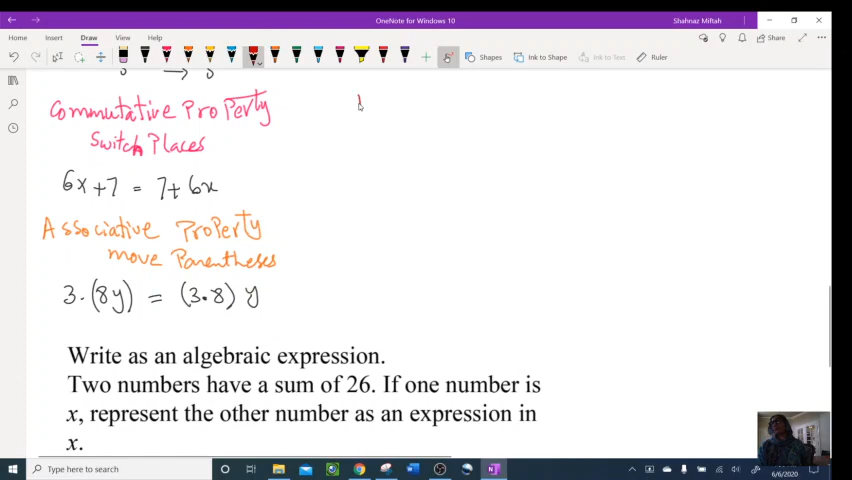 OneNote for Windows 10
Shahnaz Miftah
Home Insert Draw View Help Class Notebook
Share
Shapes Ink to Shape Ink to Text Ruler
Commutative Property
Switch Places
6x+7 = 7+6x
Associative Property
move Parentheses
3·(8y) = (3·8) y
Write as an algebraic expression.
Two numbers have a sum of 26. If one number is
x, represent the other number as an expression in
x.
Type here to search
6/6/2020